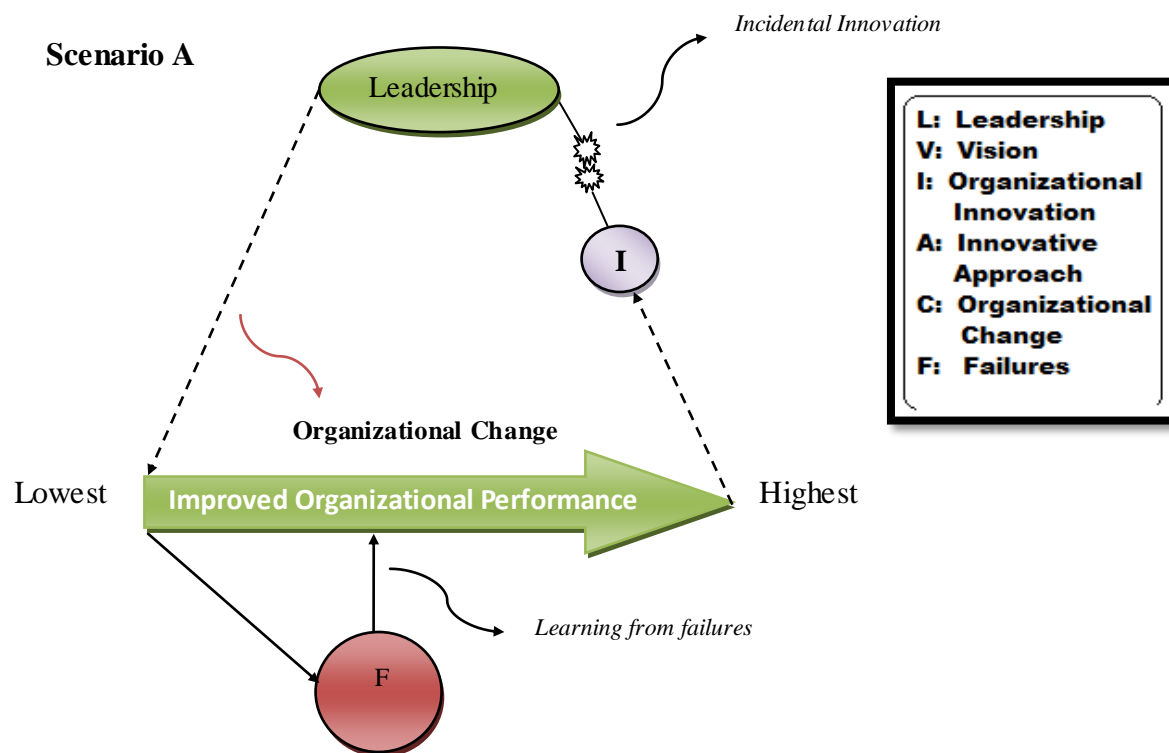 Incidental Innovation
Scenario A
Leadership
L: Leadership
V: Vision
I: Organizational
Innovation
A: Innovative
Approach
C: Organizational
Change
F: Failures
I
Organizational Change
Lowest
Improved Organizational Performance
Highest
Learning from failures
F